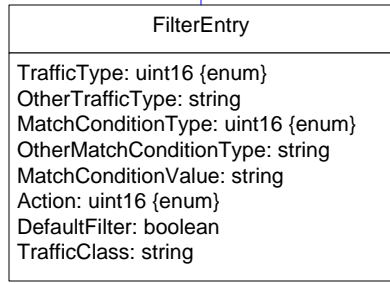 FilterEntry
TrafficType: uint16 {enum}
OtherTrafficType: string
MatchConditionType: uint16 {enum}
OtherMatchConditionType: string
MatchConditionValue: string
Action: uint16 {enum}
DefaultFilter: boolean
TrafficClass: string